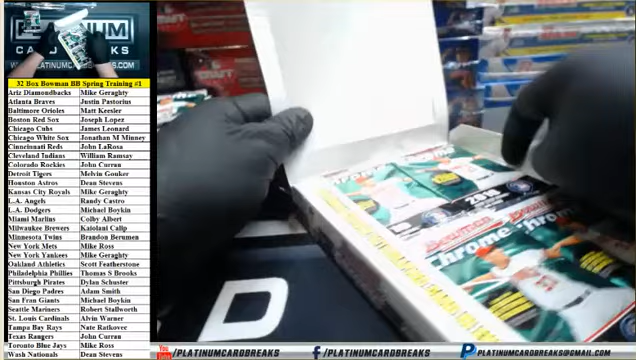 PLATINUM
CARD BREAKS
WWW.PLATINUMCARDBREAKS.COM
32 Box Bowman BB Spring Training #1
Ariz Diamondbacks Mike Geraghty
Atlanta Braves Justin Pastorius
Baltimore Orioles Matt Keesler
Boston Red Sox Joseph Lopez
Chicago Cubs James Leonard
Chicago White Sox Jonathan M Minney
Cincinnati Reds John LaRosa
Cleveland Indians William Ramsay
Colorado Rockies John Curran
Detroit Tigers Melvin Gouker
Houston Astros Dean Stevens
Kansas City Royals Mike Geraghty
L.A. Angels Randy Castro
L.A. Dodgers Michael Boykin
Miami Marlins Colby Albert
Milwaukee Brewers Kaiolani Calip
Minnesota Twins Brandon Berumen
New York Mets Mike Ross
New York Yankees Mike Geraghty
Oakland Athletics Scott Featherstone
Philadelphia Phillies Thomas S Brooks
Pittsburg Pirates Dylan Schuster
San Diego Padres Adam Smith
San Fran Giants Michael Boykin
Seattle Mariners Robert Stallworth
St. Louis Cardinals Alvin Warner
Tampa Bay Rays Nate Ratkovec
Texas Rangers John Curran
Toronto Blue Jays Mike Ross
Wash Nationals Dean Stevens
Bowman
Chrome
D
You Tube /PLATINUMCARDBREAKS
f /PLATINUMCARDBREAKS
P PLATINUMCARDBREAKS.COM